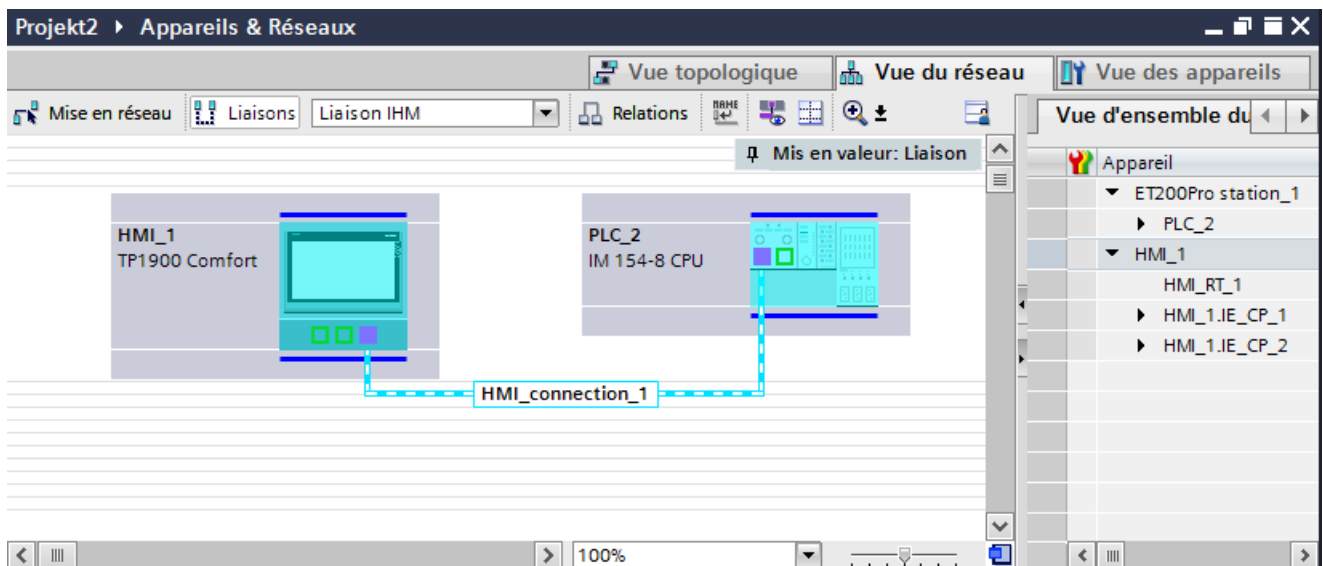 Projekt2 ▸ Appareils & Réseaux
Vue topologique
Vue du réseau
Vue des appareils
Mise en réseau
Liaisons
Liaison IHM
Relations
Vue d'ensemble du
Mis en valeur: Liaison
HMI_1
TP1900 Comfort
PLC_2
IM 154-8 CPU
HMI_connection_1
100%
Appareil
ET200Pro station_1
PLC_2
HMI_1
HMI_RT_1
HMI_1.IE_CP_1
HMI_1.IE_CP_2